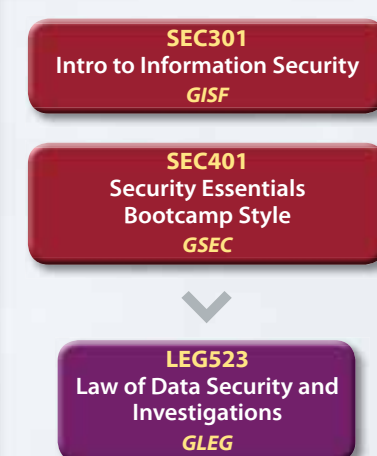 SEC301
Intro to Information Security
GISF
SEC401
Security Essentials
Bootcamp Style
GSEC
LEG523
Law of Data Security and
Investigations
GLEG